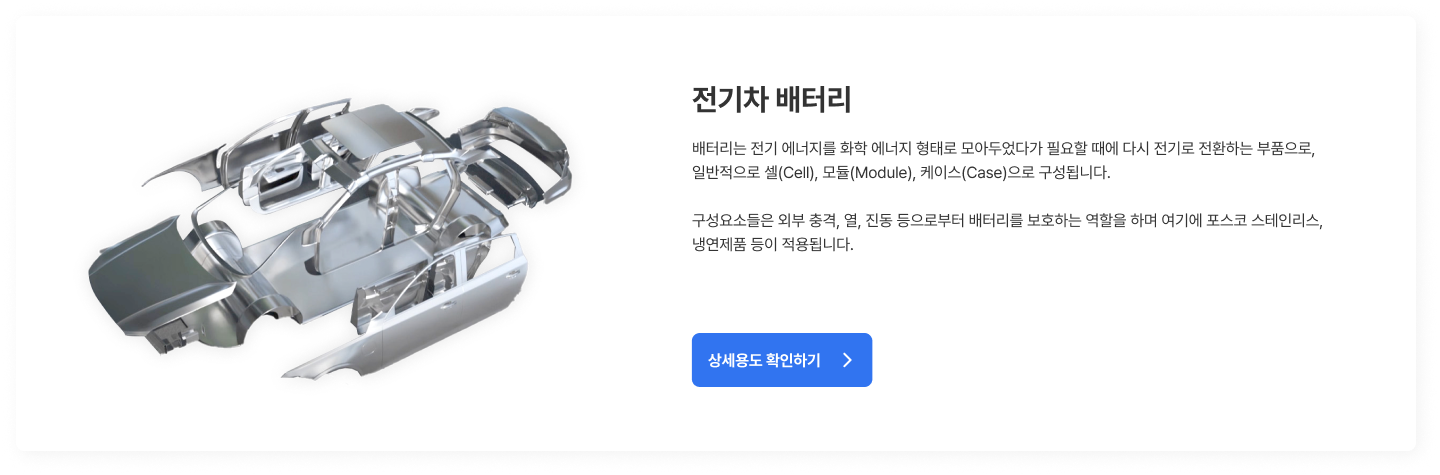 전기차 배터리
배터리는 전기 에너지를 화학 에너지 형태로 모아두었다가 필요할 때에 다시 전기로 전환하는 부품으로,
일반적으로 셀(Cell), 모듈(Module), 케이스(Case)으로 구성됩니다.
구성요소들은 외부 충격, 열, 진동 등으로부터 배터리를 보호하는 역할을 하며 여기에 포스코 스테인리스,
냉연제품 등이 적용됩니다.
상세용도 확인하기